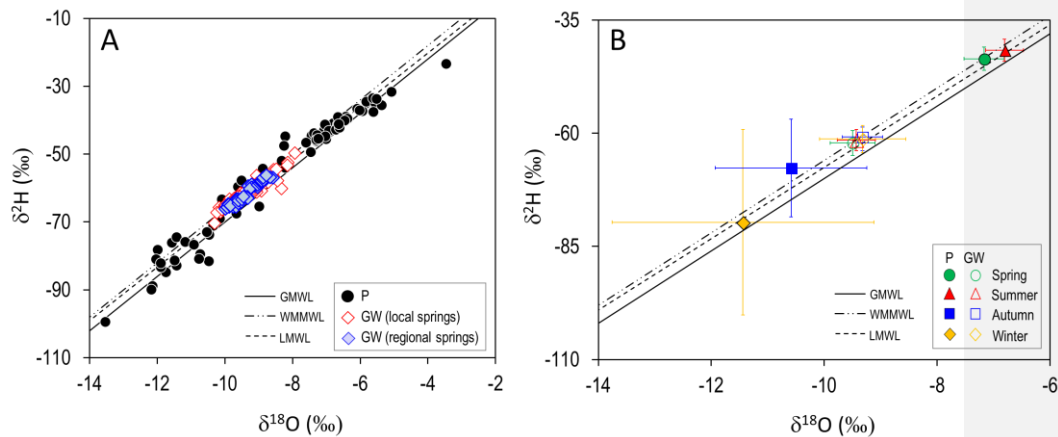 A
-10
-30
-50
-70
-90
-110
δ²H (‰)
-14 -12 -10 -8 -6 -4 -2
δ¹⁸O (‰)
GMWL
WMMWL
LMWL
P
GW (local springs)
GW (regional springs)
B
-35
-60
-85
-110
δ²H (‰)
-14 -12 -10 -8 -6
δ¹⁸O (‰)
GMWL
WMMWL
LMWL
P GW
Spring
Summer
Autumn
Winter